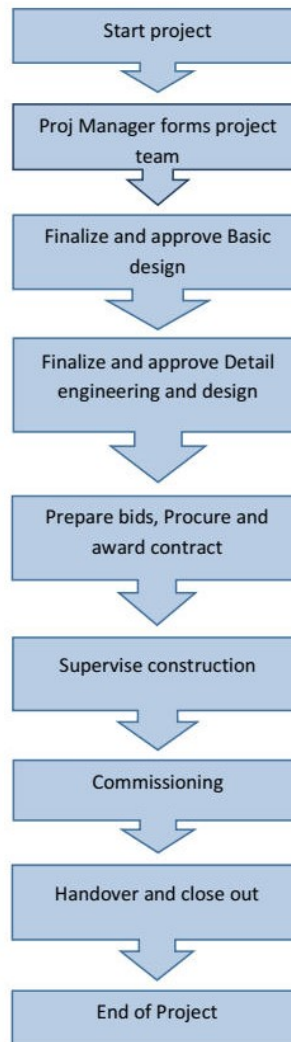 Start project
Proj Manager forms project
team
Finalize and approve Basic
design
Finalize and approve Detail
engineering and design
Prepare bids, Procure and
award contract
Supervise construction
Commissioning
Handover and close out
End of Project